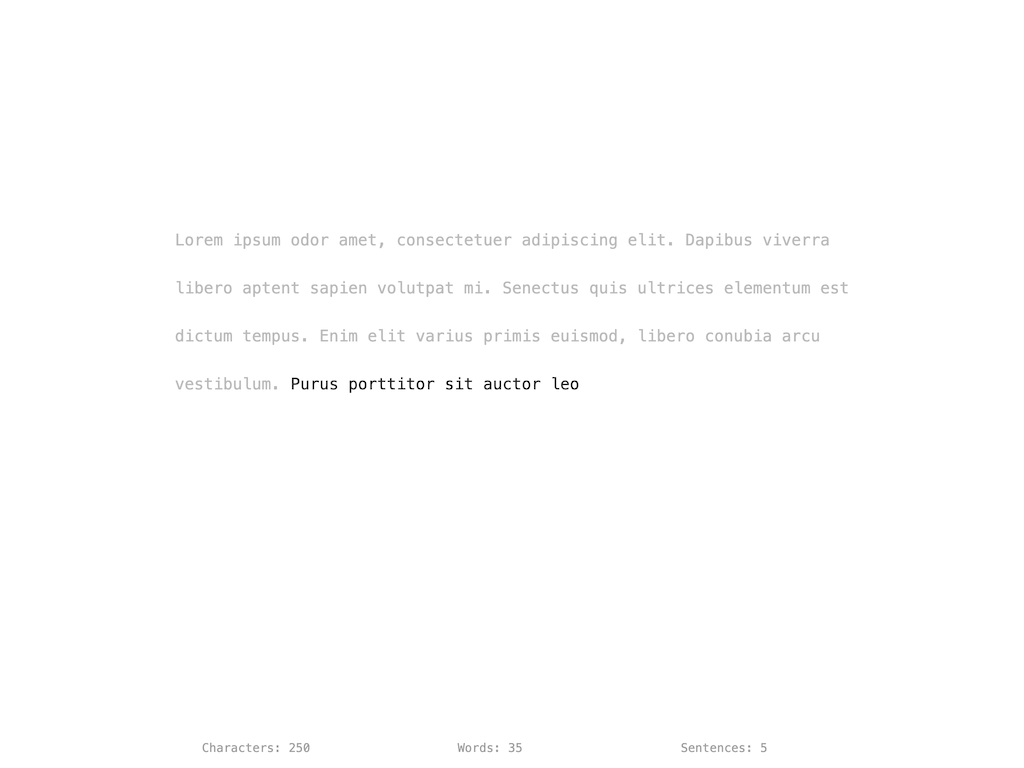 Lorem ipsum odor amet, consectetuer adipiscing elit. Dapibus viverra
libero aptent sapien volutpat mi. Senectus quis ultrices elementum est
dictum tempus. Enim elit varius primis euismod, libero conubia arcu
vestibulum. Purus porttitor sit auctor leo
Characters: 250 Words: 35 Sentences: 5